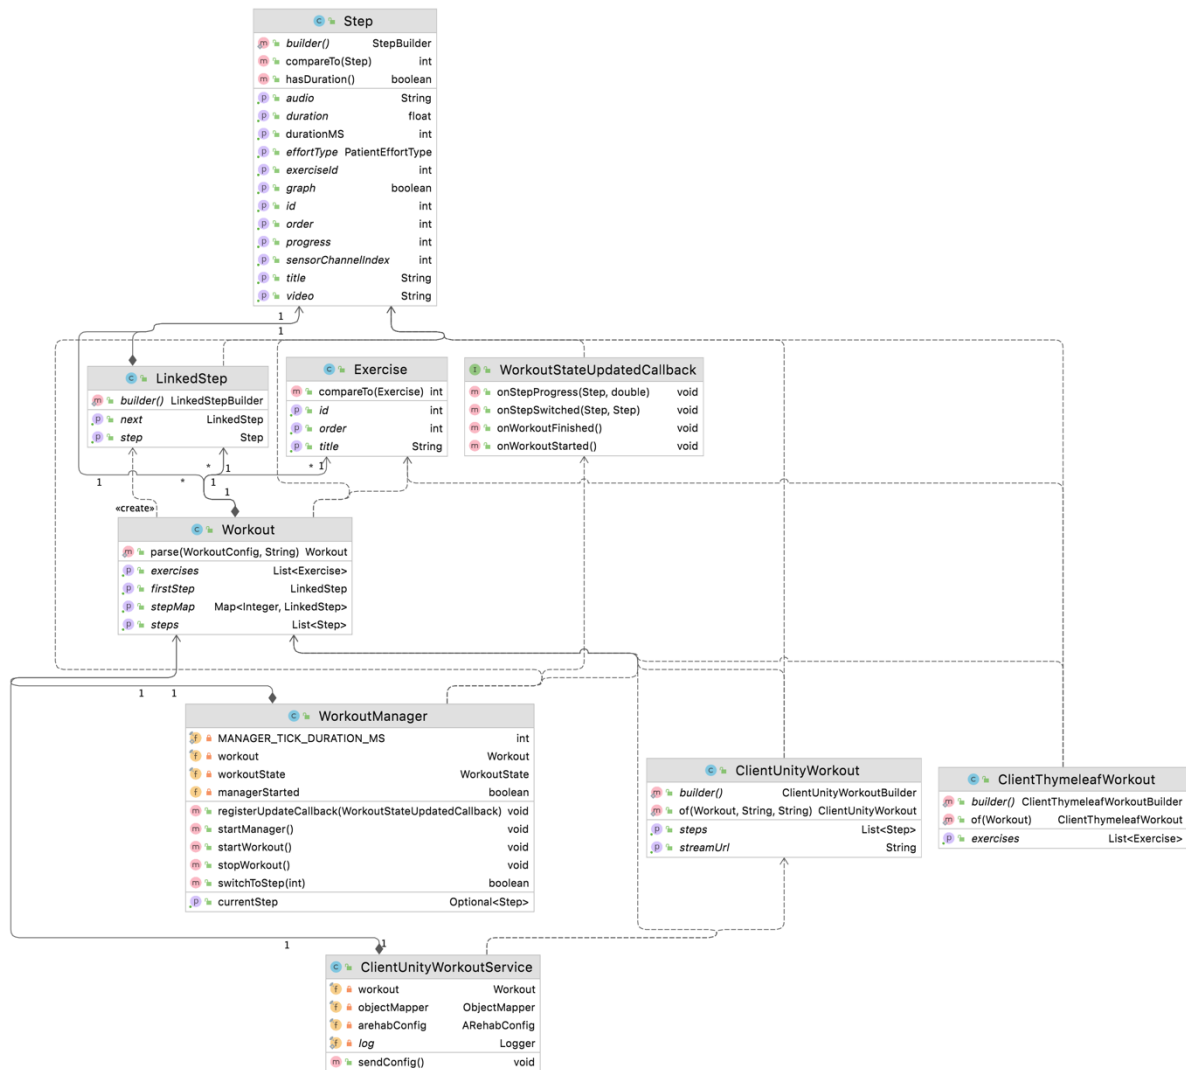 Step
builder() StepBuilder
compareTo(Step) int
hasDuration() boolean
audio String
duration float
durationMS int
effortType PatientEffortType
exerciseId int
graph boolean
id int
order int
progress int
sensorChannelIndex int
title String
video String
1
1
LinkedStep
builder() LinkedStepBuilder
next LinkedStep
step Step
Exercise
compareTo(Exercise) int
id int
order int
title String
WorkoutStateUpdatedCallback
onStepProgress(Step, double) void
onStepSwitched(Step, Step) void
onWorkoutFinished() void
onWorkoutStarted() void
* 1 * 1
1 * 1
1
«create»
Workout
parse(WorkoutConfig, String) Workout
exercises List<Exercise>
firstStep LinkedStep
stepMap Map<Integer, LinkedStep>
steps List<Step>
1 1
WorkoutManager
MANAGER_TICK_DURATION_MS int
workout Workout
workoutState WorkoutState
managerStarted boolean
registerUpdateCallback(WorkoutStateUpdatedCallback) void
startManager() void
startWorkout() void
stopWorkout() void
switchToStep(int) boolean
currentStep Optional<Step>
ClientUnityWorkout
builder() ClientUnityWorkoutBuilder
of(Workout, String, String) ClientUnityWorkout
steps List<Step>
streamUrl String
ClientThymeleafWorkout
builder() ClientThymeleafWorkoutBuilder
of(Workout) ClientThymeleafWorkout
exercises List<Exercise>
1 1
ClientUnityWorkoutService
workout Workout
objectMapper ObjectMapper
arehabConfig ARehabConfig
log Logger
sendConfig() void